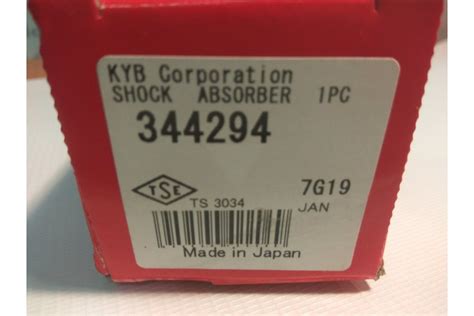 KYB Corporation
SHOCK ABSORBER 1PC
344294
TSE
7G19
TS 3034
JAN
Made in Japan